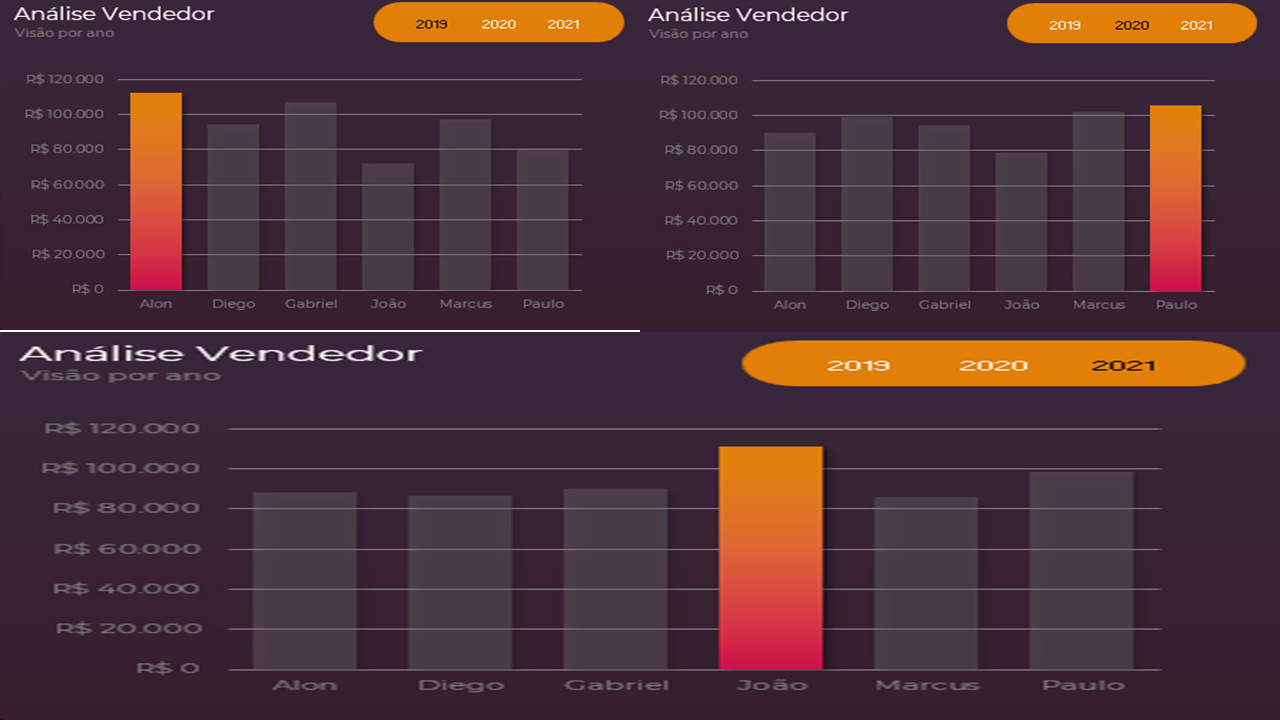 Análise Vendedor
Visão por ano
2019 2020 2021
R$ 120.000
R$ 100.000
R$ 80.000
R$ 60.000
R$ 40.000
R$ 20.000
R$ 0
Alon Diego Gabriel João Marcus Paulo
Análise Vendedor
Visão por ano
2019 2020 2021
R$ 120.000
R$ 100.000
R$ 80.000
R$ 60.000
R$ 40.000
R$ 20.000
R$ 0
Alon Diego Gabriel João Marcus Paulo
Análise Vendedor
Visão por ano
2019 2020 2021
R$ 120.000
R$ 100.000
R$ 80.000
R$ 60.000
R$ 40.000
R$ 20.000
R$ 0
Alon Diego Gabriel João Marcus Paulo